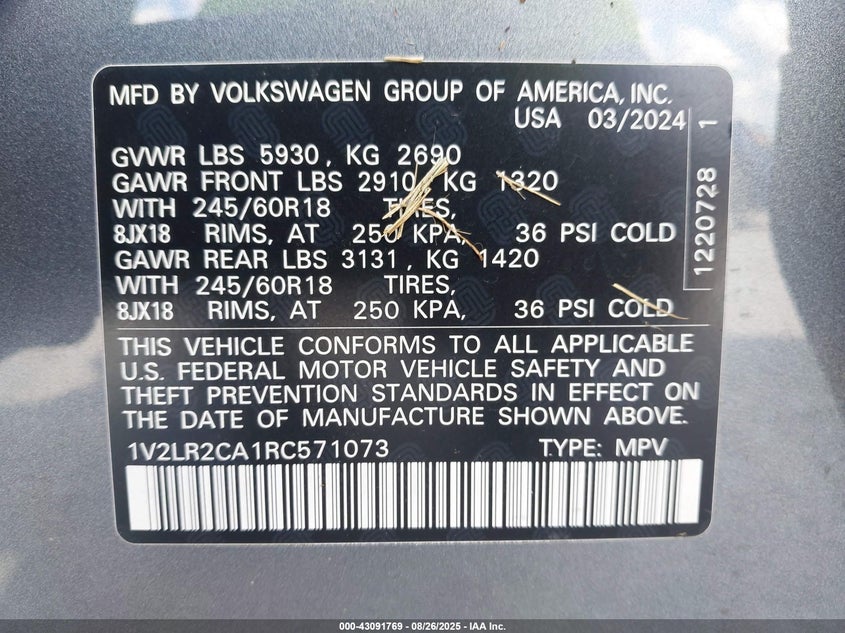 MFD BY VOLKSWAGEN GROUP OF AMERICA, INC.
USA 03/2024
GVWR LBS 5930, KG 2690
GAWR FRONT LBS 2910, KG 1320
WITH 245/60R18 TIRES,
8JX18 RIMS, AT 250 KPA, 36 PSI COLD
GAWR REAR LBS 3131, KG 1420
WITH 245/60R18 TIRES,
8JX18 RIMS, AT 250 KPA, 36 PSI COLD
1220728 1
THIS VEHICLE CONFORMS TO ALL APPLICABLE
U.S. FEDERAL MOTOR VEHICLE SAFETY AND
THEFT PREVENTION STANDARDS IN EFFECT ON
THE DATE OF MANUFACTURE SHOWN ABOVE.
1V2LR2CA1RC571073 TYPE: MPV
000-43091769 - 08/26/2025 - IAA Inc.